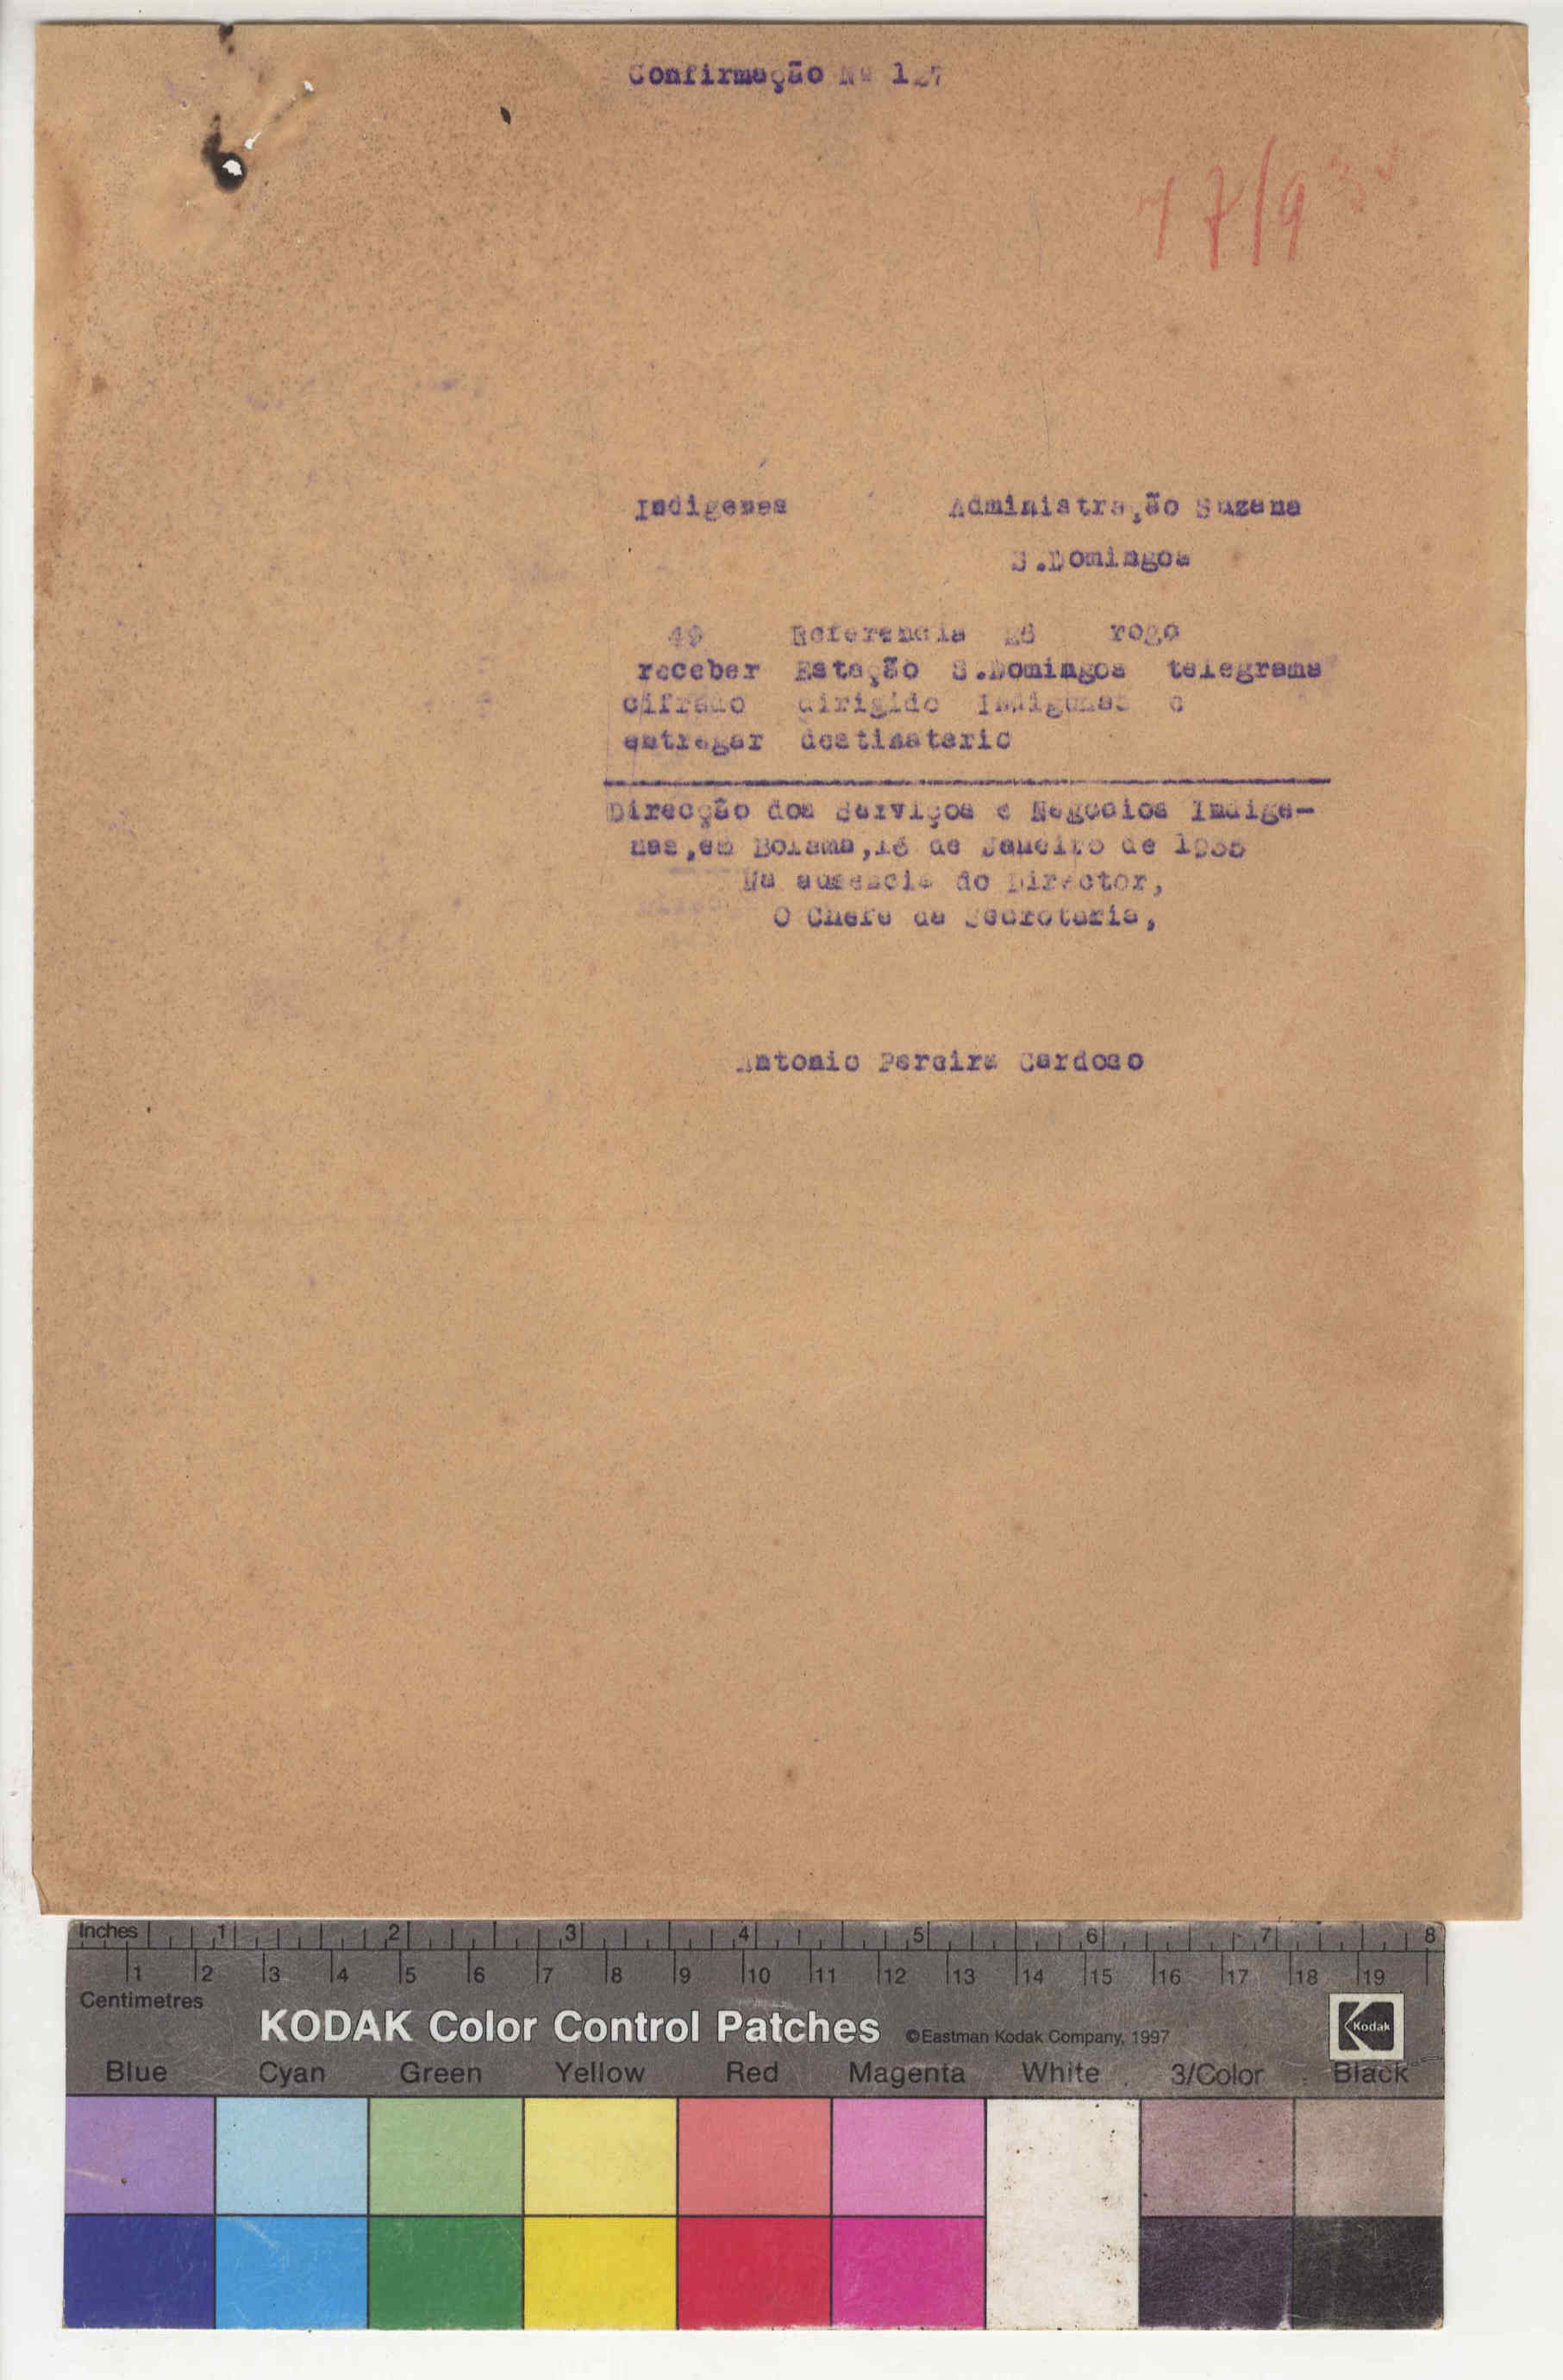 Confirmação Nº 127
17/9
Indigenas Administração Suzana
S.Domingos
49 Referencia 28 rogo
receber Estação S.Domingos telegrama
cifrado dirigido Indigenas e
entregar destinatario
Direcção dos Serviços e Negocios Indige-
nas,em Bolama,18 de Janeiro de 1935
Na ausencia do Director,
O Chefe da Secretaria,
Antonio Pereira Cardoso
Inches 1 2 3 4 5 6 7 8
1 2 3 4 5 6 7 8 9 10 11 12 13 14 15 16 17 18 19
Centimetres
KODAK Color Control Patches ©Eastman Kodak Company, 1997 Kodak
Blue Cyan Green Yellow Red Magenta White 3/Color Black